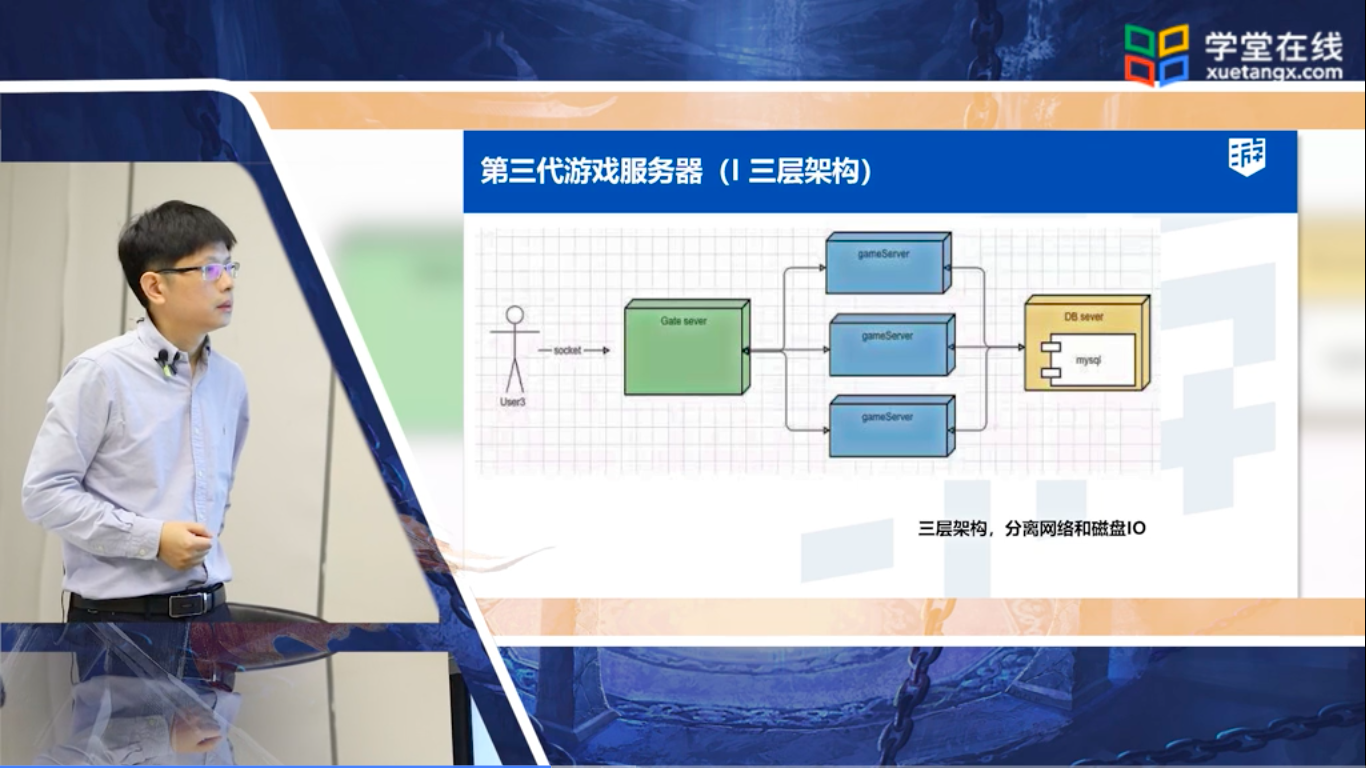 学堂在线
xuetangx.com
第三代游戏服务器（I 三层架构）
游
gameServer
Gate sever
DB sever
socket
gameServer
mysql
User3
gameServer
三层架构，分离网络和磁盘IO